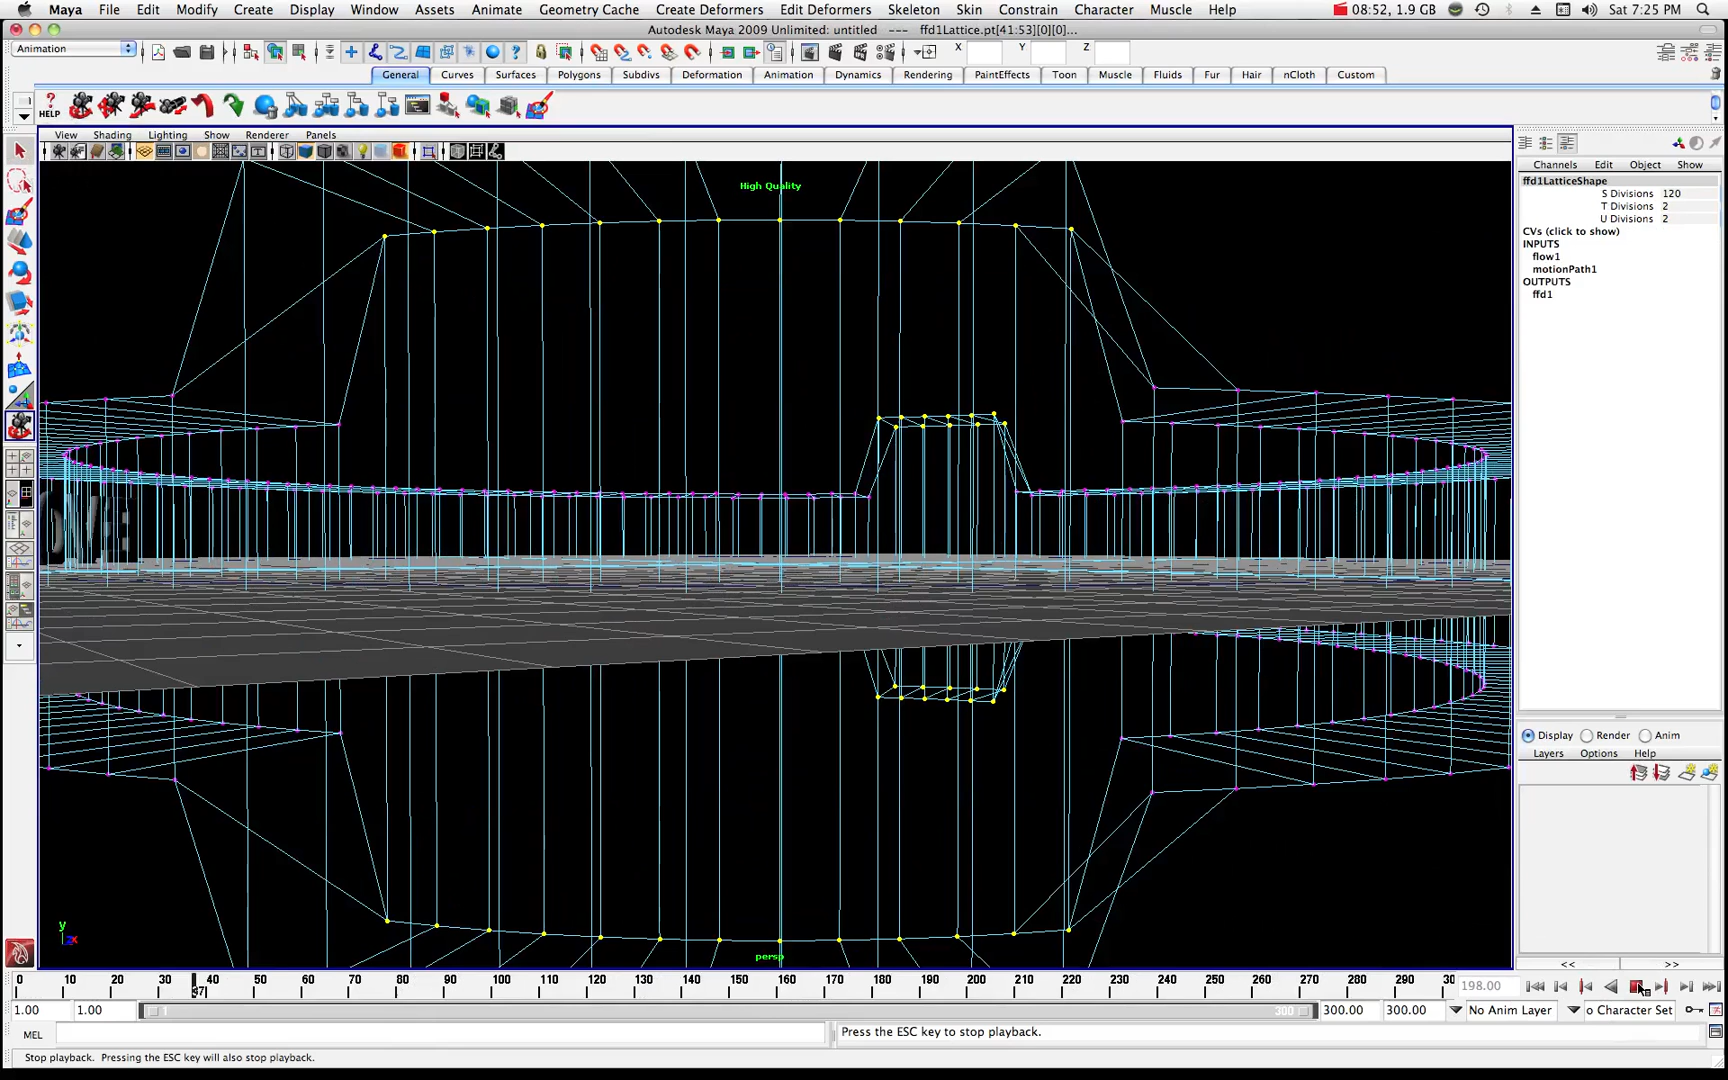 Maya File Edit Modify Create Display Window Assets Animate Geometry Cache Create Deformers Edit Deformers Skeleton Skin Constrain Character Muscle Help 08:52, 1.9 GB Sat 7:25 PM
Autodesk Maya 2009 Unlimited: untitled --- ffd1Lattice.pt[41:53][0][0]...
Animation X Y Z
General Curves Surfaces Polygons Subdivs Deformation Animation Dynamics Rendering PaintEffects Toon Muscle Fluids Fur Hair nCloth Custom
HELP
View Shading Lighting Show Renderer Panels
Channels Edit Object Show
High Quality
ffd1LatticeShape
S Divisions 120
T Divisions 2
U Divisions 2
CVs (click to show)
INPUTS
flow1
motionPath1
OUTPUTS
ffd1
Display Render Anim
Layers Options Help
y
persp
<< >>
0 10 20 30 40 50 60 70 80 90 100 110 120 130 140 150 160 170 180 190 200 210 220 230 240 250 260 270 280 290 30 198.00
1.00 1.00 1 300 300.00 300.00 No Anim Layer o Character Set
MEL Press the ESC key to stop playback.
Stop playback. Pressing the ESC key will also stop playback.